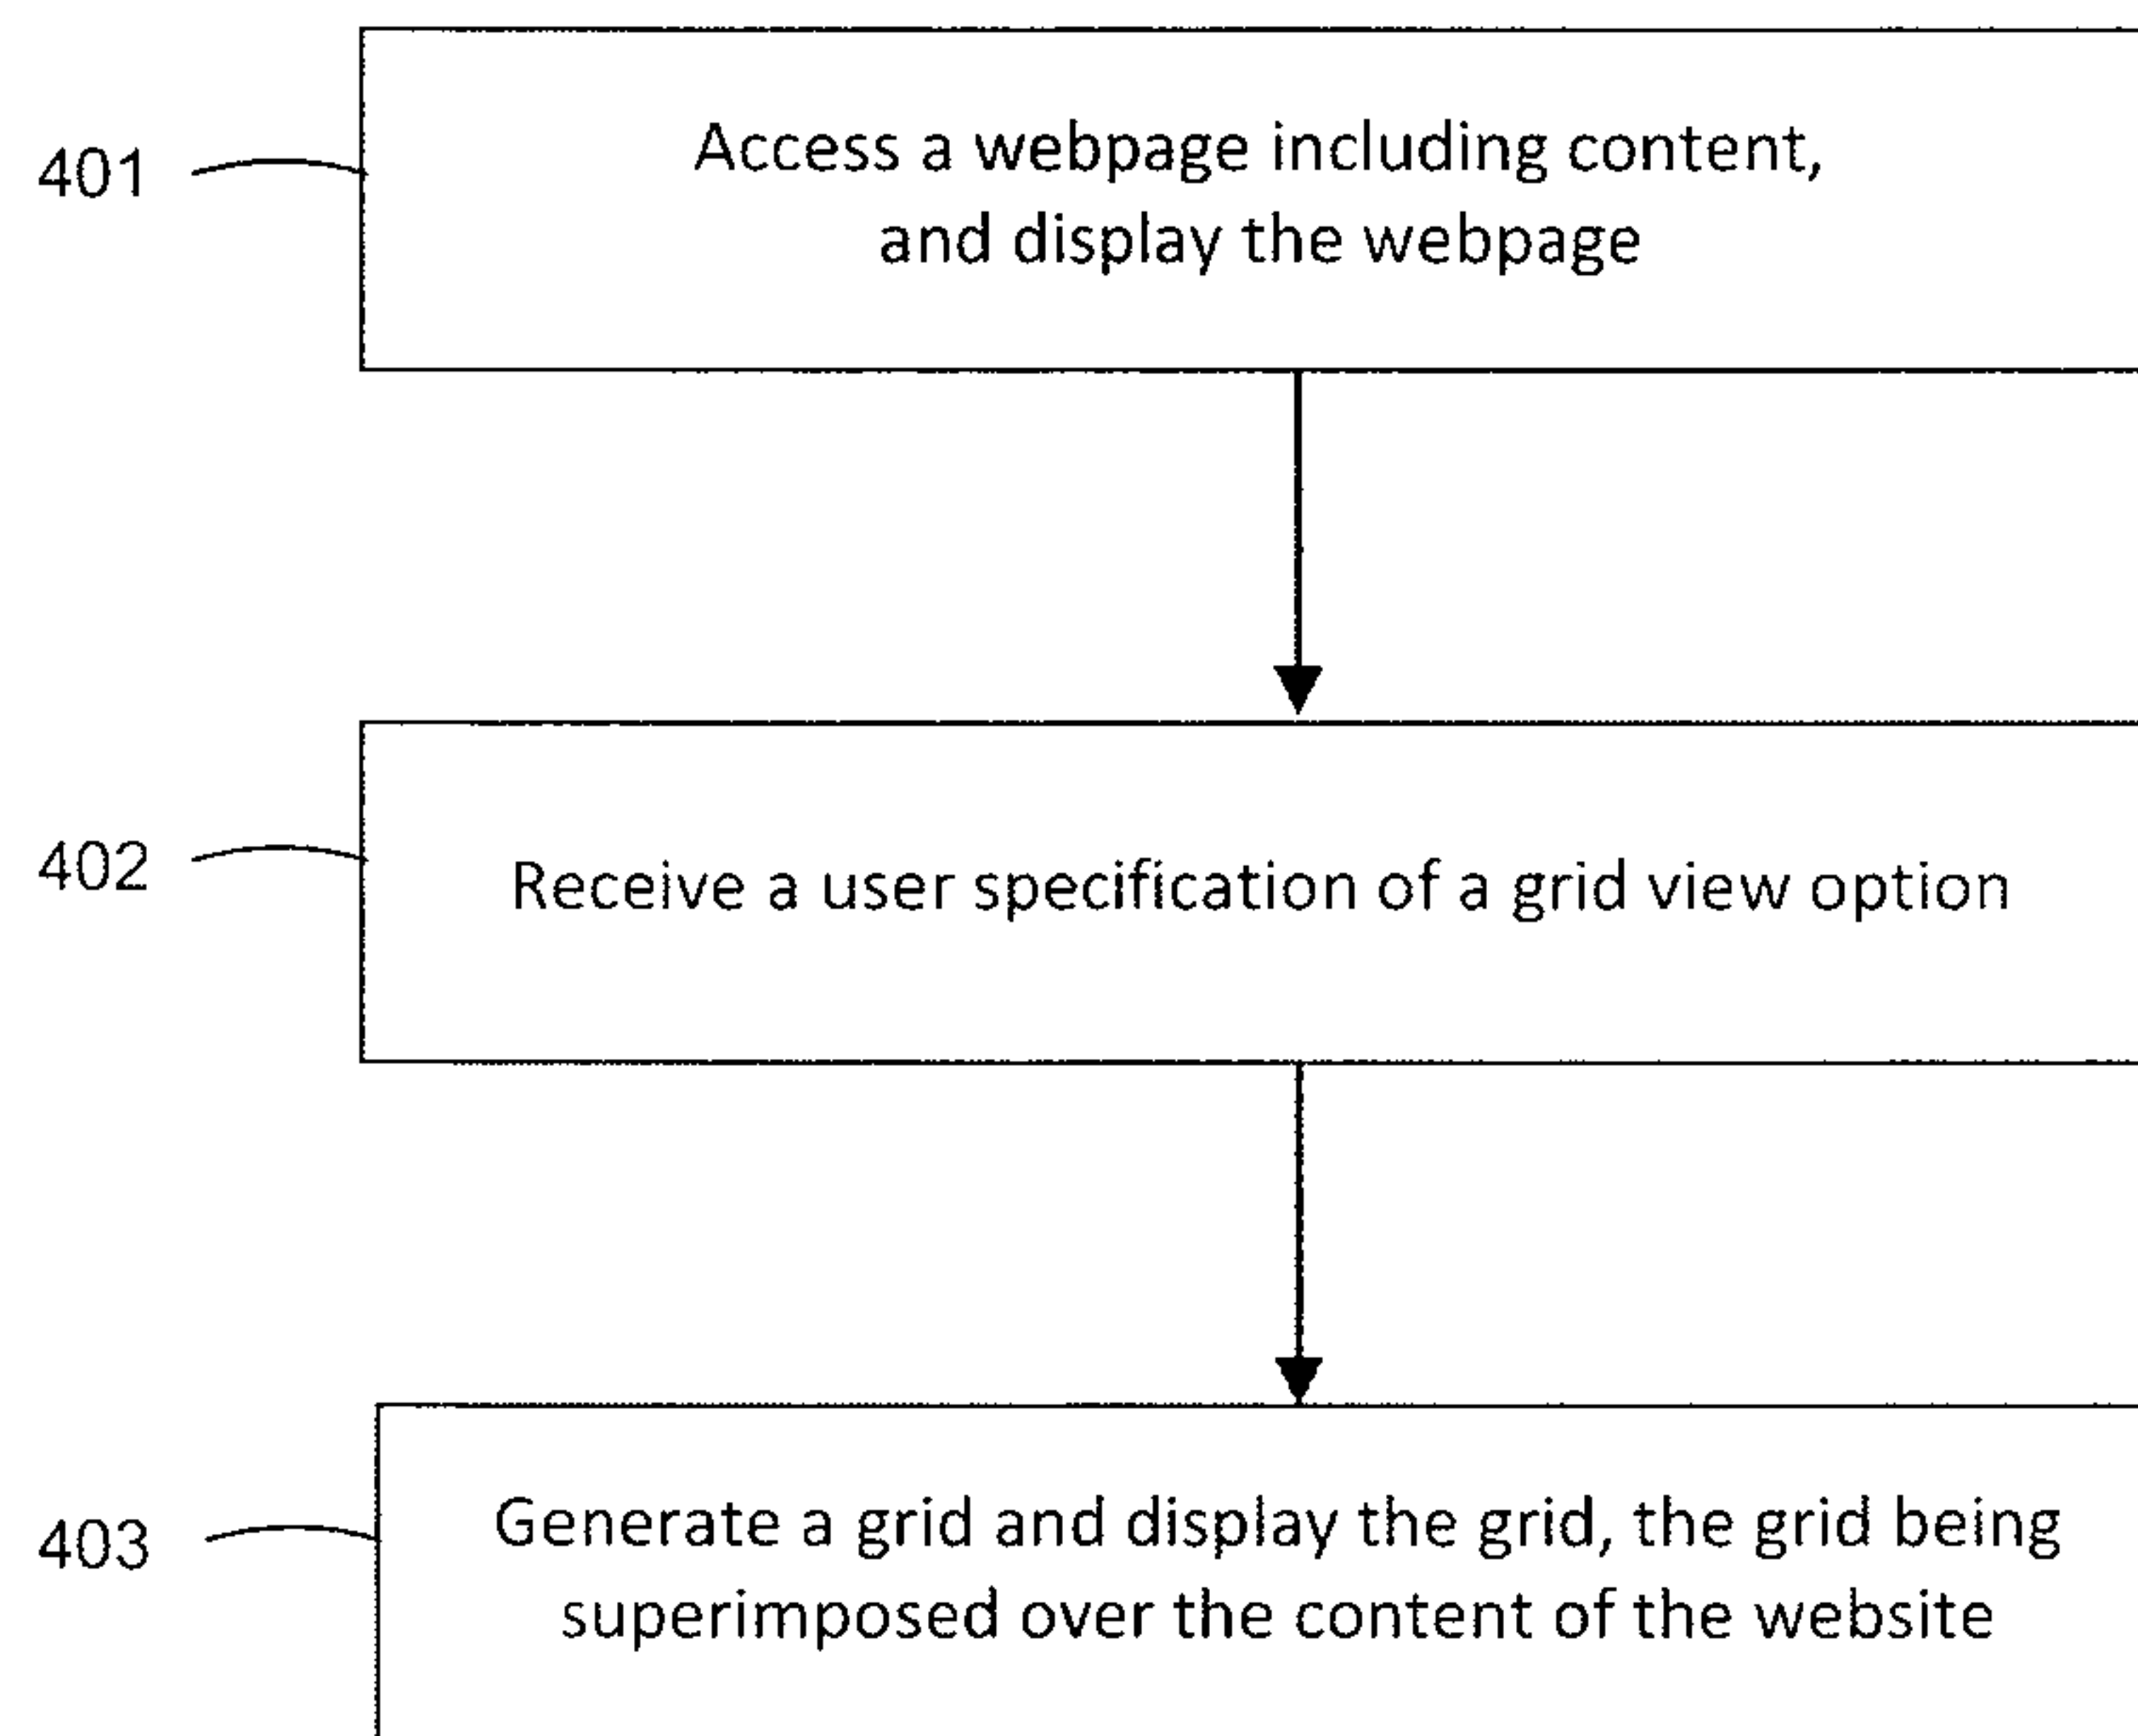 401
Access a webpage including content,
and display the webpage
402
Receive a user specification of a grid view option
403
Generate a grid and display the grid, the grid being
superimposed over the content of the website